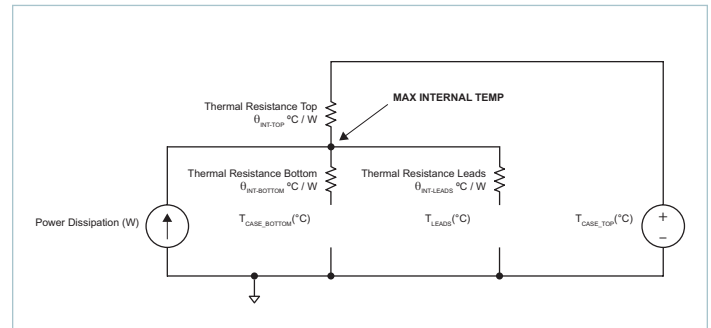 MAX INTERNAL TEMP
Thermal Resistance Top
θINT-TOP °C / W
Thermal Resistance Bottom
θINT-BOTTOM °C / W
Thermal Resistance Leads
θINT-LEADS °C / W
Power Dissipation (W)
TCASE_BOTTOM(°C)
TLEADS(°C)
TCASE_TOP(°C)
+
–